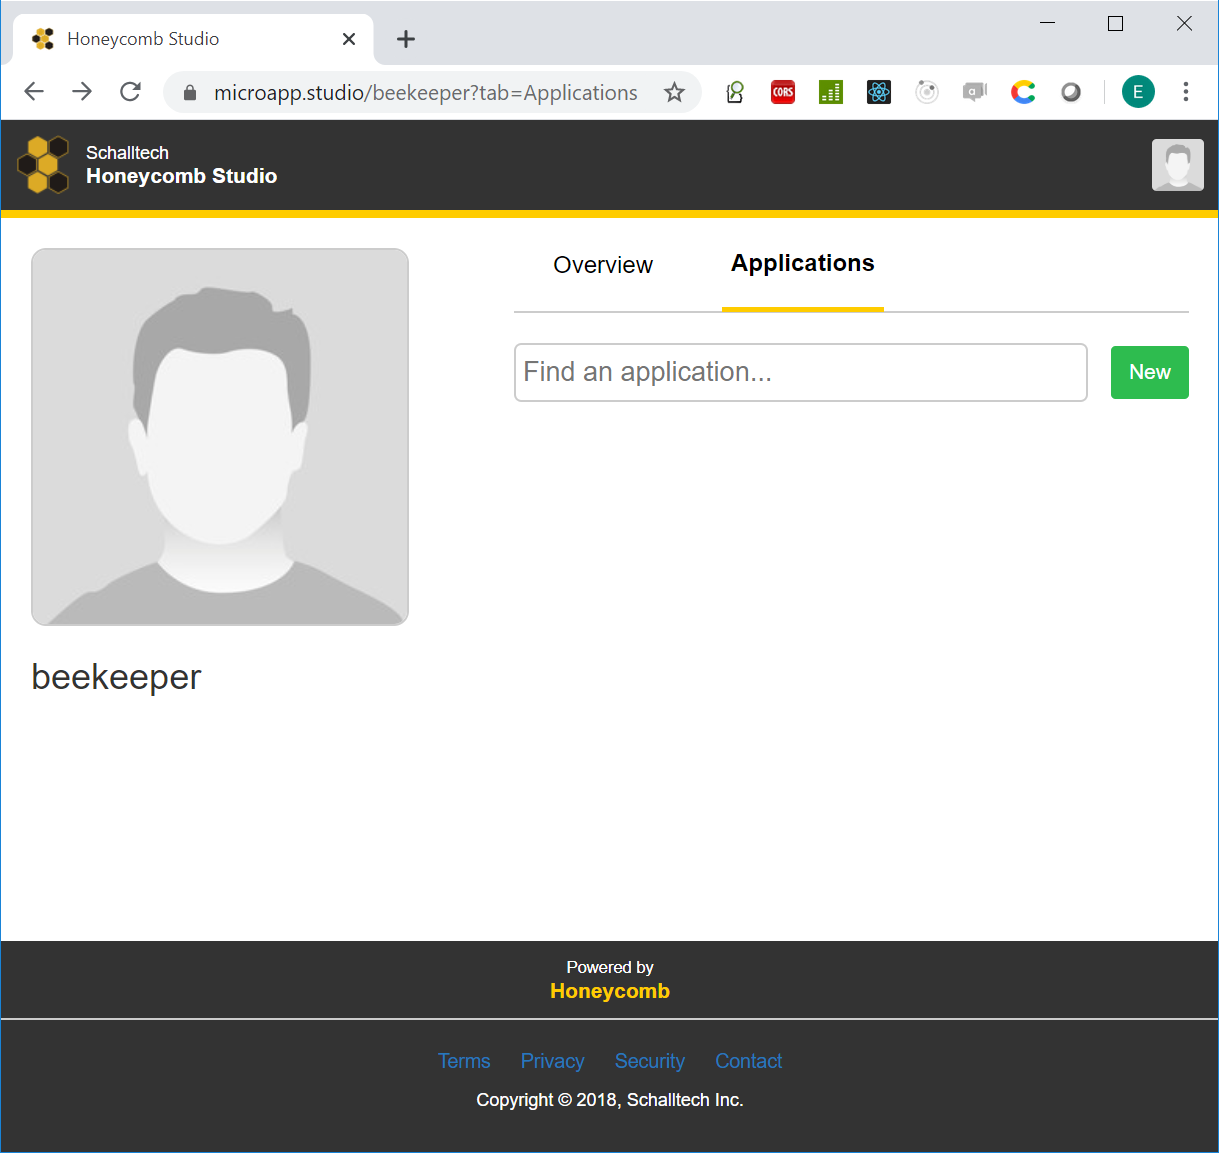 Honeycomb Studio
microapp.studio/beekeeper?tab=Applications
CORS
a
E
Schalltech
Honeycomb Studio
Overview
Applications
Find an application...
New
beekeeper
Powered by
Honeycomb
Terms Privacy Security Contact
Copyright © 2018, Schalltech Inc.